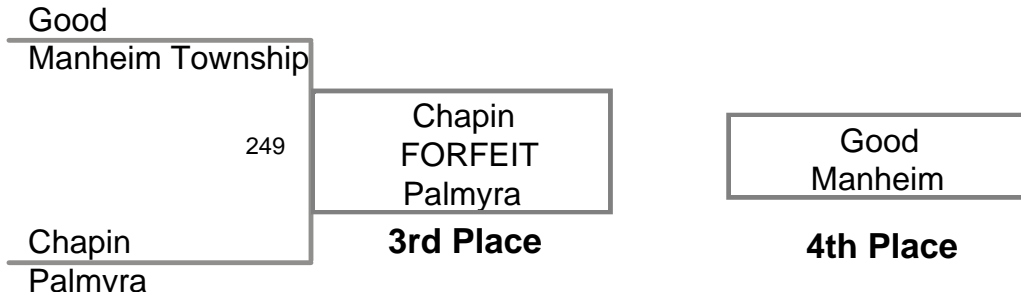 Good
Manheim Township
249
Chapin
Palmyra
Chapin
FORFEIT
Palmyra
3rd Place
Good
Manheim
4th Place